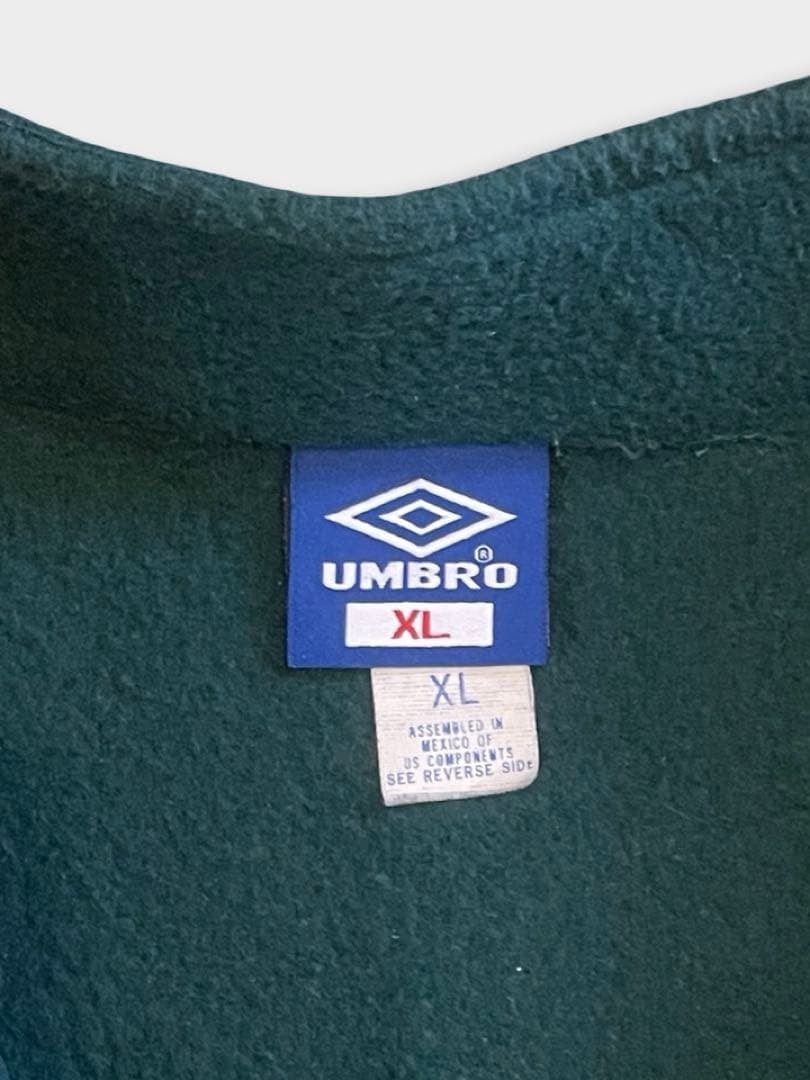 ®
UMBRO
XL
XL
ASSEMBLED IN
MEXICO OF
US COMPONENTS
SEE REVERSE SIDE